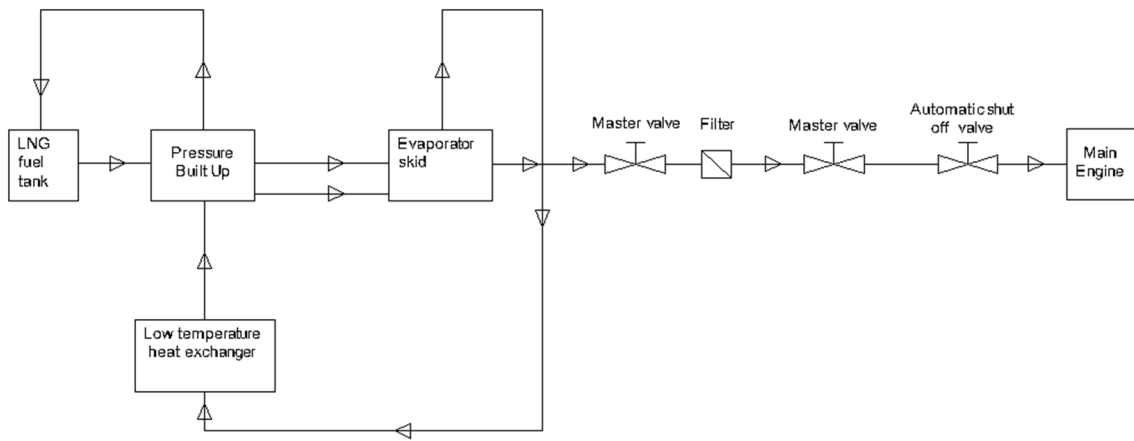 LNG
fuel
tank
Pressure
Built Up
Evaporator
skid
Master valve
Filter
Master valve
Automatic shut
off valve
Main
Engine
Low temperature
heat exchanger